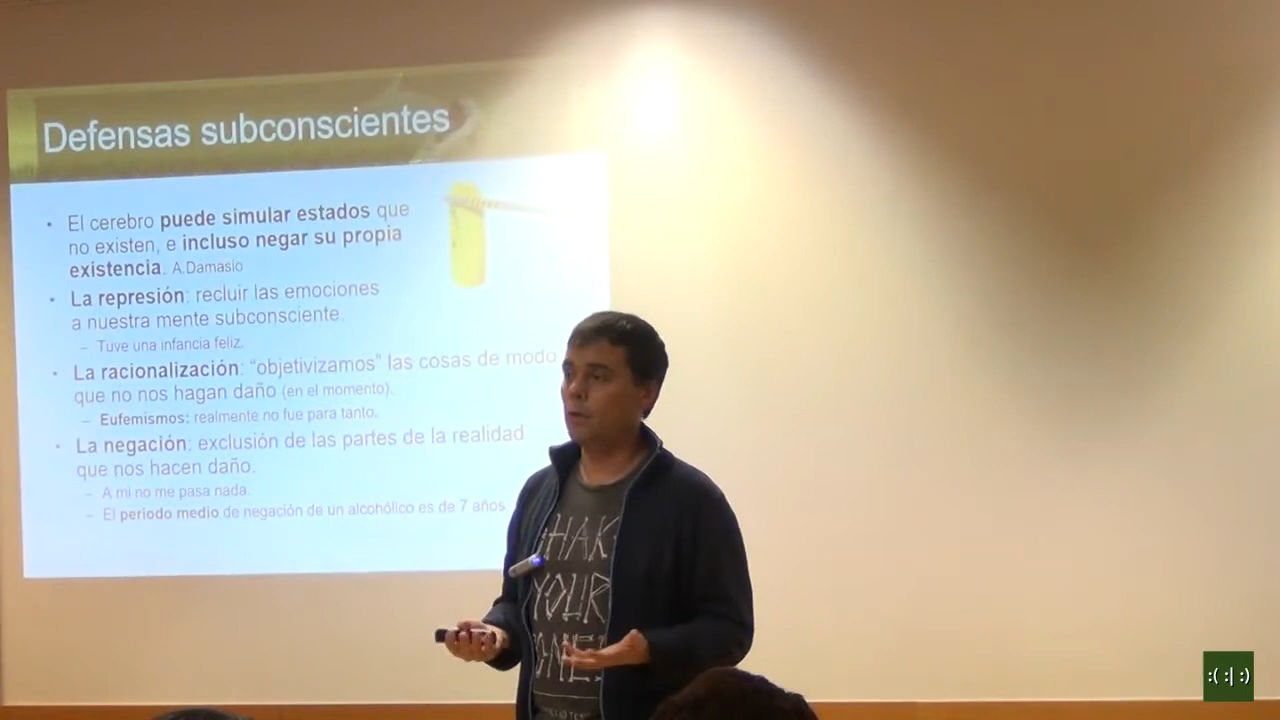 Defensas subconscientes
• El cerebro puede simular estados que
no existen, e incluso negar su propia
existencia. A.Damasio
• La represión: recluir las emociones
a nuestra mente subconsciente.
– Tuve una infancia feliz.
• La racionalización: “objetivizamos” las cosas de modo
que no nos hagan daño (en el momento).
– Eufemismos: realmente no fue para tanto.
• La negación: exclusión de las partes de la realidad
que nos hacen daño.
– A mi no me pasa nada.
– El periodo medio de negación de un alcohólico es de 7 años
YOUR
:( :| :)